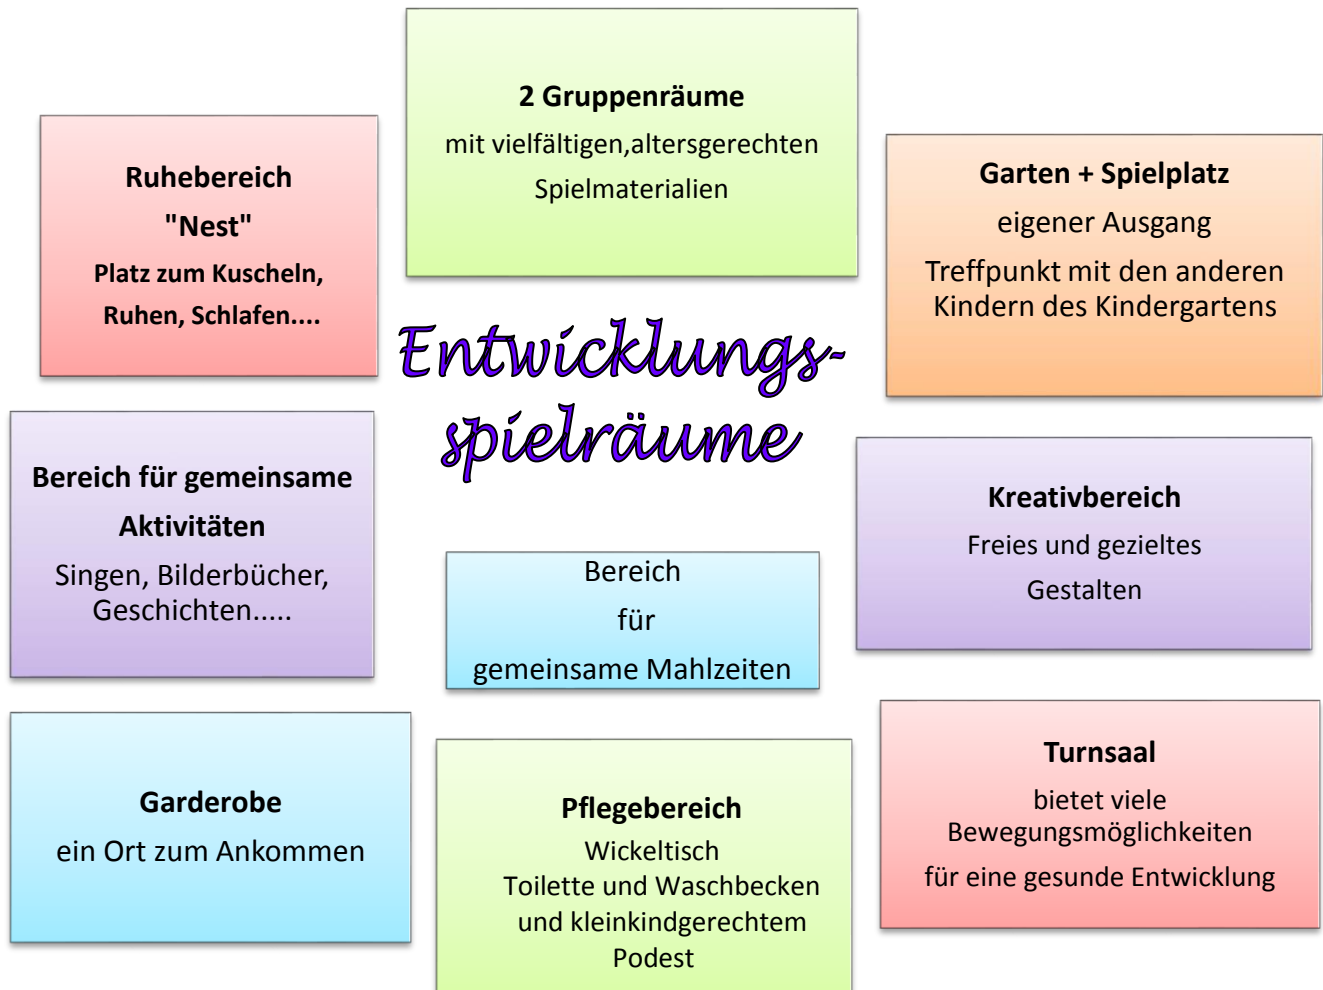 2 Gruppenräume
mit vielfältigen,altersgerechten
Spielmaterialien
Ruhebereich
"Nest"
Platz zum Kuscheln,
Ruhen, Schlafen....
Garten + Spielplatz
eigener Ausgang
Treffpunkt mit den anderen
Kindern des Kindergartens
Entwicklungs-
spielräume
Bereich für gemeinsame
Aktivitäten
Singen, Bilderbücher,
Geschichten.....
Kreativbereich
Freies und gezieltes
Gestalten
Bereich
für
gemeinsame Mahlzeiten
Garderobe
ein Ort zum Ankommen
Pflegebereich
Wickeltisch
Toilette und Waschbecken
und kleinkindgerechtem
Podest
Turnsaal
bietet viele
Bewegungsmöglichkeiten
für eine gesunde Entwicklung